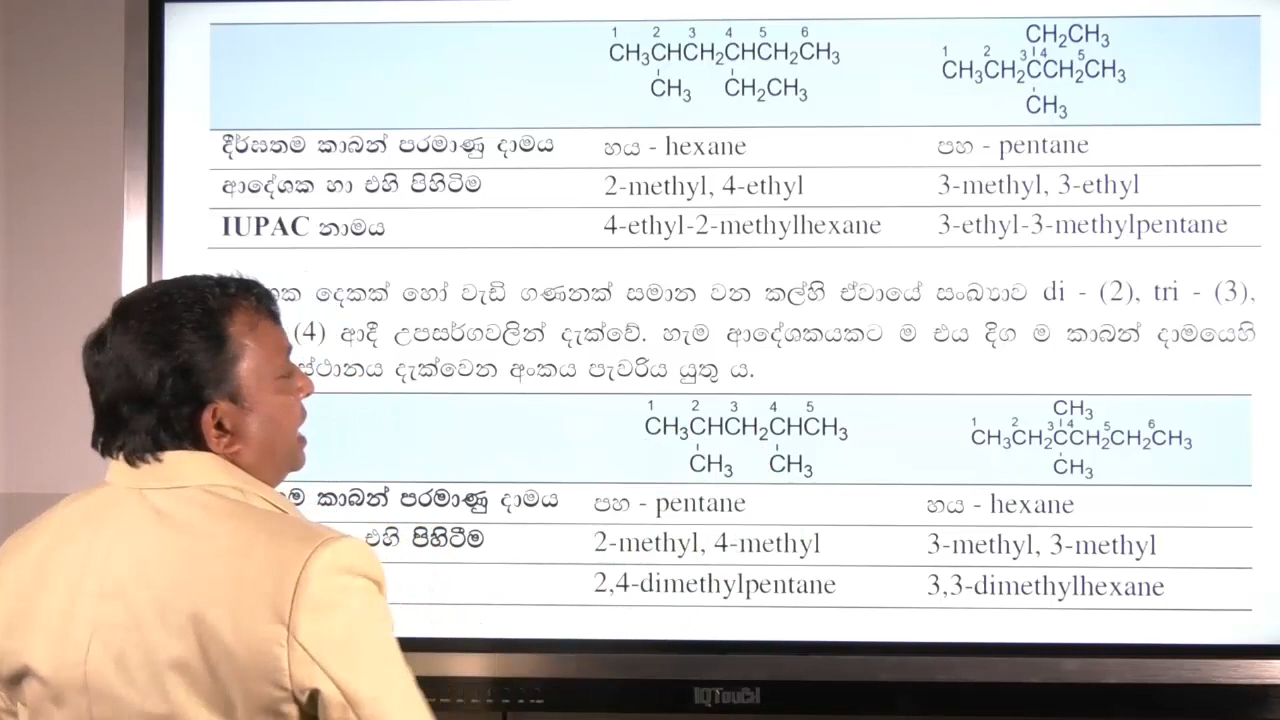 1 2 3 4 5 6
CH₃CHCH₂CHCH₂CH₃
CH₃ CH₂CH₃
CH₂CH₃
1 2 3 4 5
CH₃CH₂CCH₂CH₃
CH₃
දීර්ඝතම කාබන් පරමාණු දාමය හය - hexane පහ - pentane
ආදේශක හා එහි පිහිටීම 2-methyl, 4-ethyl 3-methyl, 3-ethyl
IUPAC නාමය 4-ethyl-2-methylhexane 3-ethyl-3-methylpentane
දෙකක් හෝ වැඩි ගණනක් සමාන වන කල්හි ඒවායේ සංඛ්‍යාව di - (2), tri - (3),
(4) ආදී උපසර්ගවලින් දැක්වේ. හැම ආදේශකයකට ම එය දිග ම කාබන් දාමයෙහි
දැක්වෙන අංකය පැවරිය යුතු ය.
1 2 3 4 5
CH₃CHCH₂CHCH₃
CH₃ CH₃
CH₃
1 2 3 4 5 6
CH₃CH₂CCH₂CH₂CH₃
CH₃
කාබන් පරමාණු දාමය පහ - pentane හය - hexane
එහි පිහිටීම 2-methyl, 4-methyl 3-methyl, 3-methyl
2,4-dimethylpentane 3,3-dimethylhexane
IQTouch